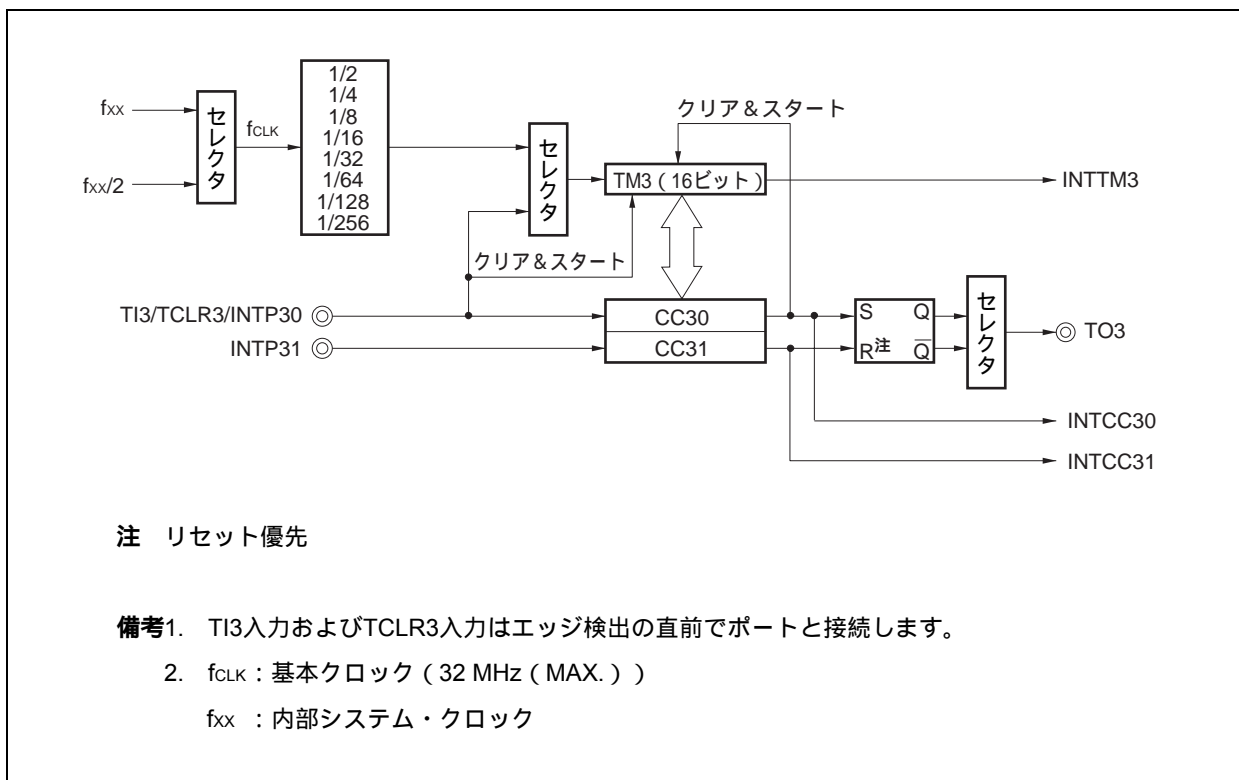 fXX
fXX/2
セレクタ
fCLK
1/2
1/4
1/8
1/16
1/32
1/64
1/128
1/256
セレクタ
クリア&スタート
TM3(16ビット)
INTTM3
クリア&スタート
TI3/TCLR3/INTP30
INTP31
CC30
CC31
S Q
R注 Q̅
セレクタ
TO3
INTCC30
INTCC31
注 リセット優先
備考1. TI3入力およびTCLR3入力はエッジ検出の直前でポートと接続します。
2. fCLK:基本クロック(32 MHz(MAX.))
fXX :内部システム・クロック